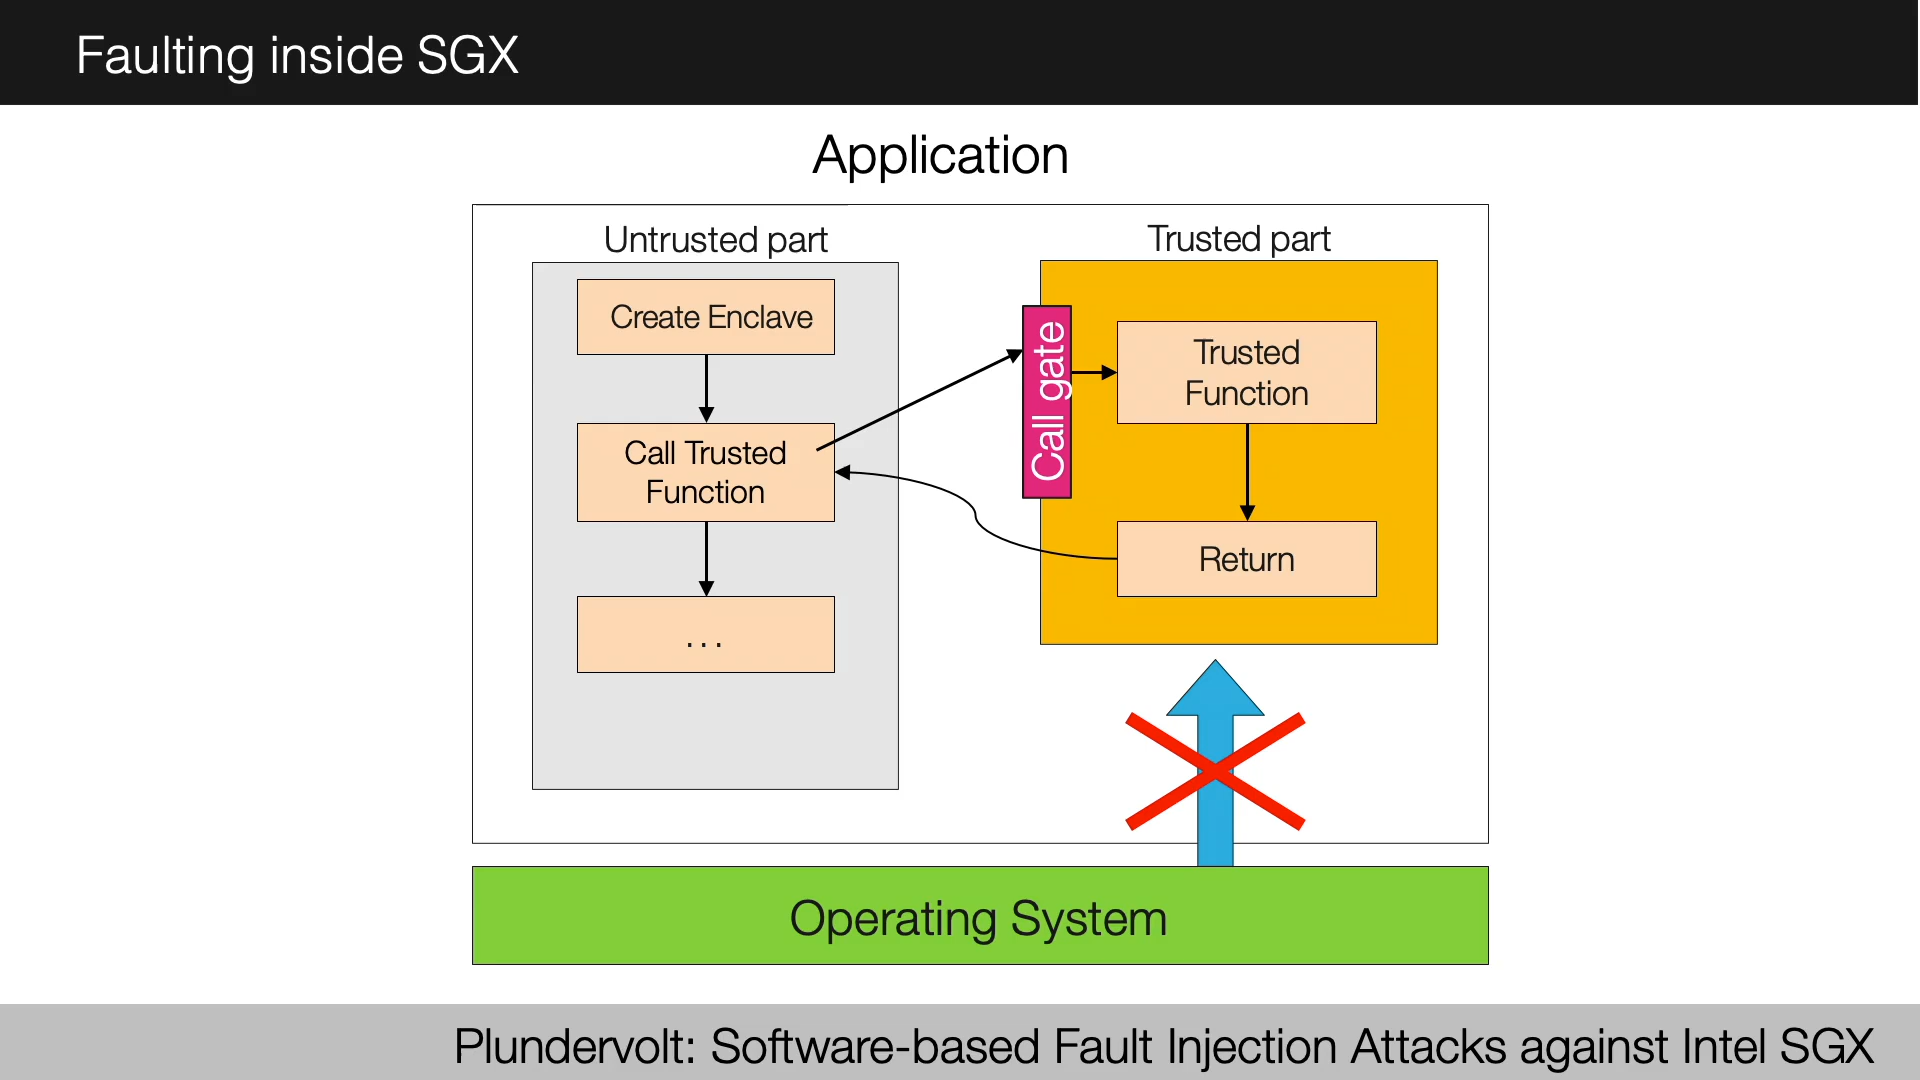 Faulting inside SGX
Application
Untrusted part
Trusted part
Create Enclave
Call Trusted
Function
. . .
Call gate
Trusted
Function
Return
Operating System
Plundervolt: Software-based Fault Injection Attacks against Intel SGX